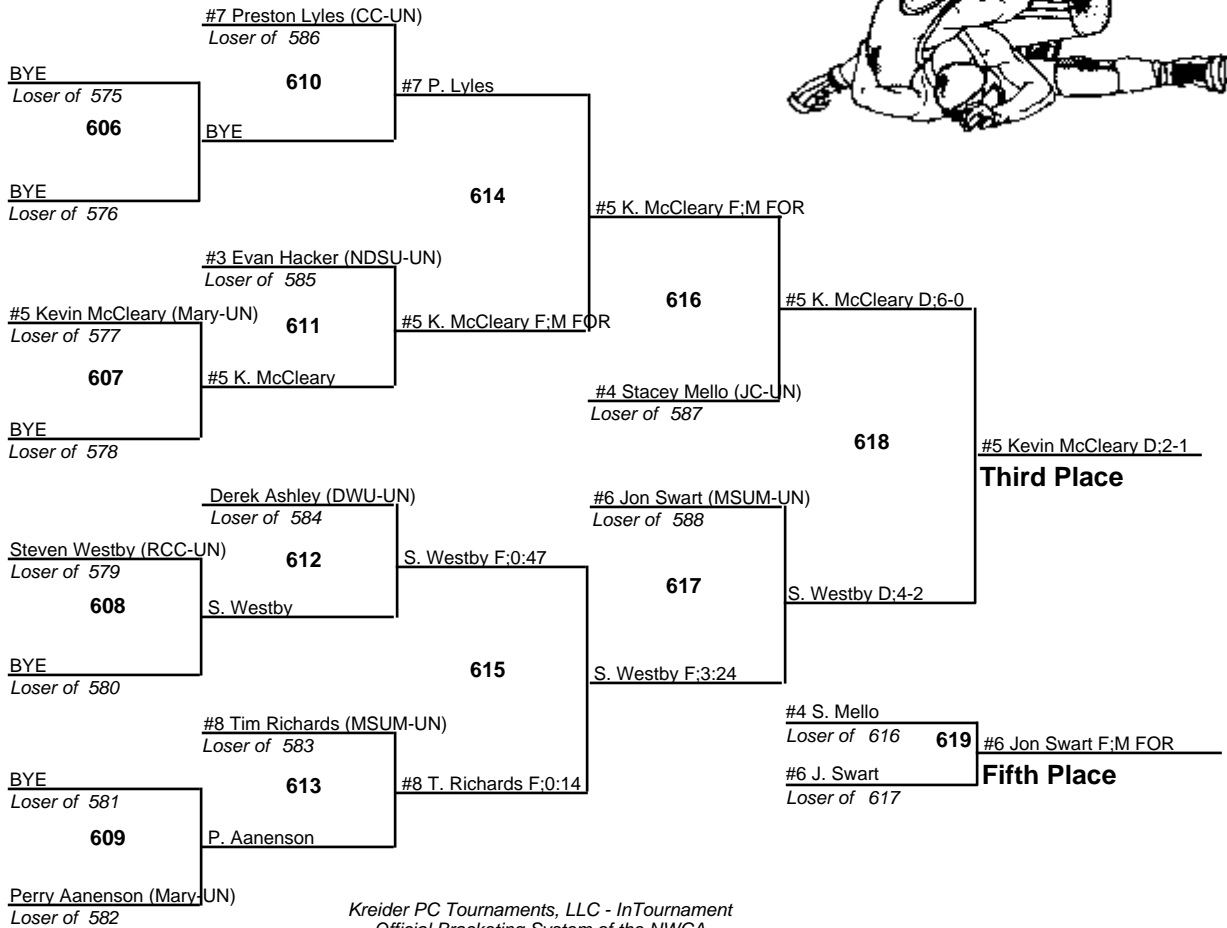 #7 Preston Lyles (CC-UN)
Loser of 586
BYE
Loser of 575
610
#7 P. Lyles
606
BYE
BYE
Loser of 576
614
#5 K. McCleary F;M FOR
#3 Evan Hacker (NDSU-UN)
Loser of 585
#5 Kevin McCleary (Mary-UN)
Loser of 577
611
#5 K. McCleary F;M FOR
616
#5 K. McCleary D;6-0
607
#5 K. McCleary
#4 Stacey Mello (JC-UN)
Loser of 587
BYE
Loser of 578
618
#5 Kevin McCleary D;2-1
Third Place
Derek Ashley (DWU-UN)
Loser of 584
#6 Jon Swart (MSUM-UN)
Loser of 588
Steven Westby (RCC-UN)
Loser of 579
612
S. Westby F;0:47
617
608
S. Westby
S. Westby D;4-2
BYE
Loser of 580
615
S. Westby F;3:24
#8 Tim Richards (MSUM-UN)
Loser of 583
#4 S. Mello
Loser of 616
619
#6 Jon Swart F;M FOR
Fifth Place
#6 J. Swart
Loser of 617
BYE
Loser of 581
613
#8 T. Richards F;0:14
609
P. Aanenson
Perry Aanenson (Mary-UN)
Loser of 582
Kreider PC Tournaments, LLC - InTournament
Official Bracketing System of the NWCA